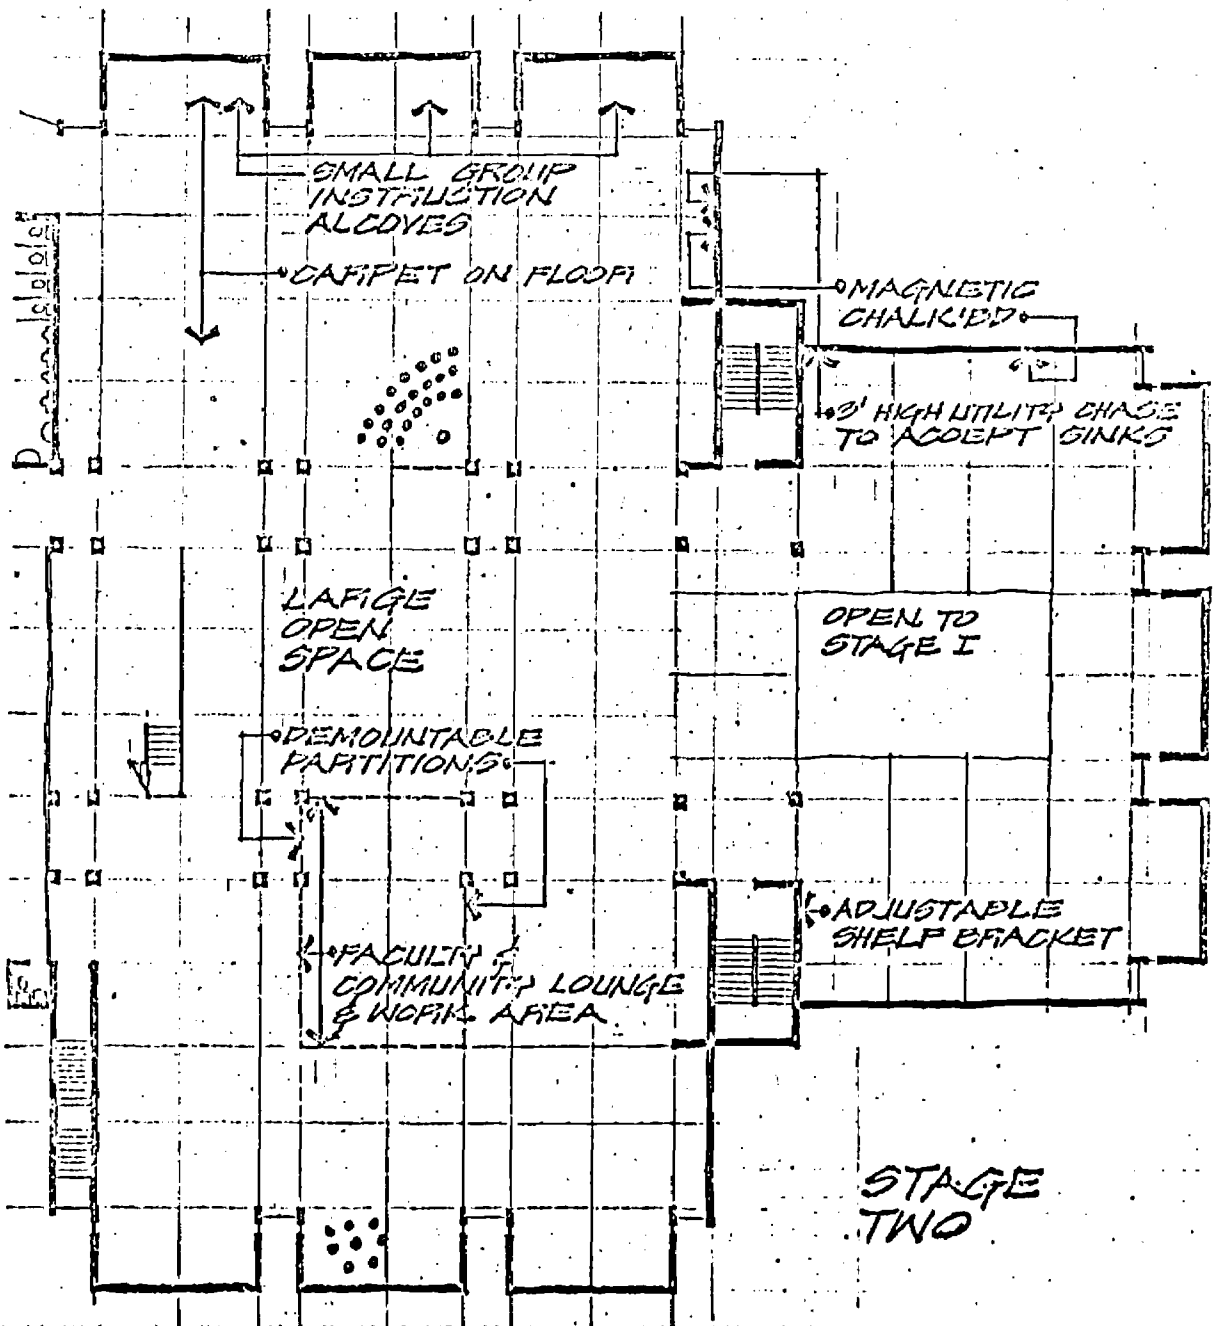 SMALL GROUP
INSTRUCTION
ALCOVES
CARPET ON FLOOR
MAGNETIC
CHALK'BD
3' HIGH UTILITY CHASE
TO ACCEPT SINKS
LARGE
OPEN
SPACE
OPEN TO
STAGE I
DEMOUNTABLE
PARTITIONS
ADJUSTABLE
SHELF BRACKET
FACULTY &
COMMUNITY LOUNGE
& WORK AREA
STAGE
TWO